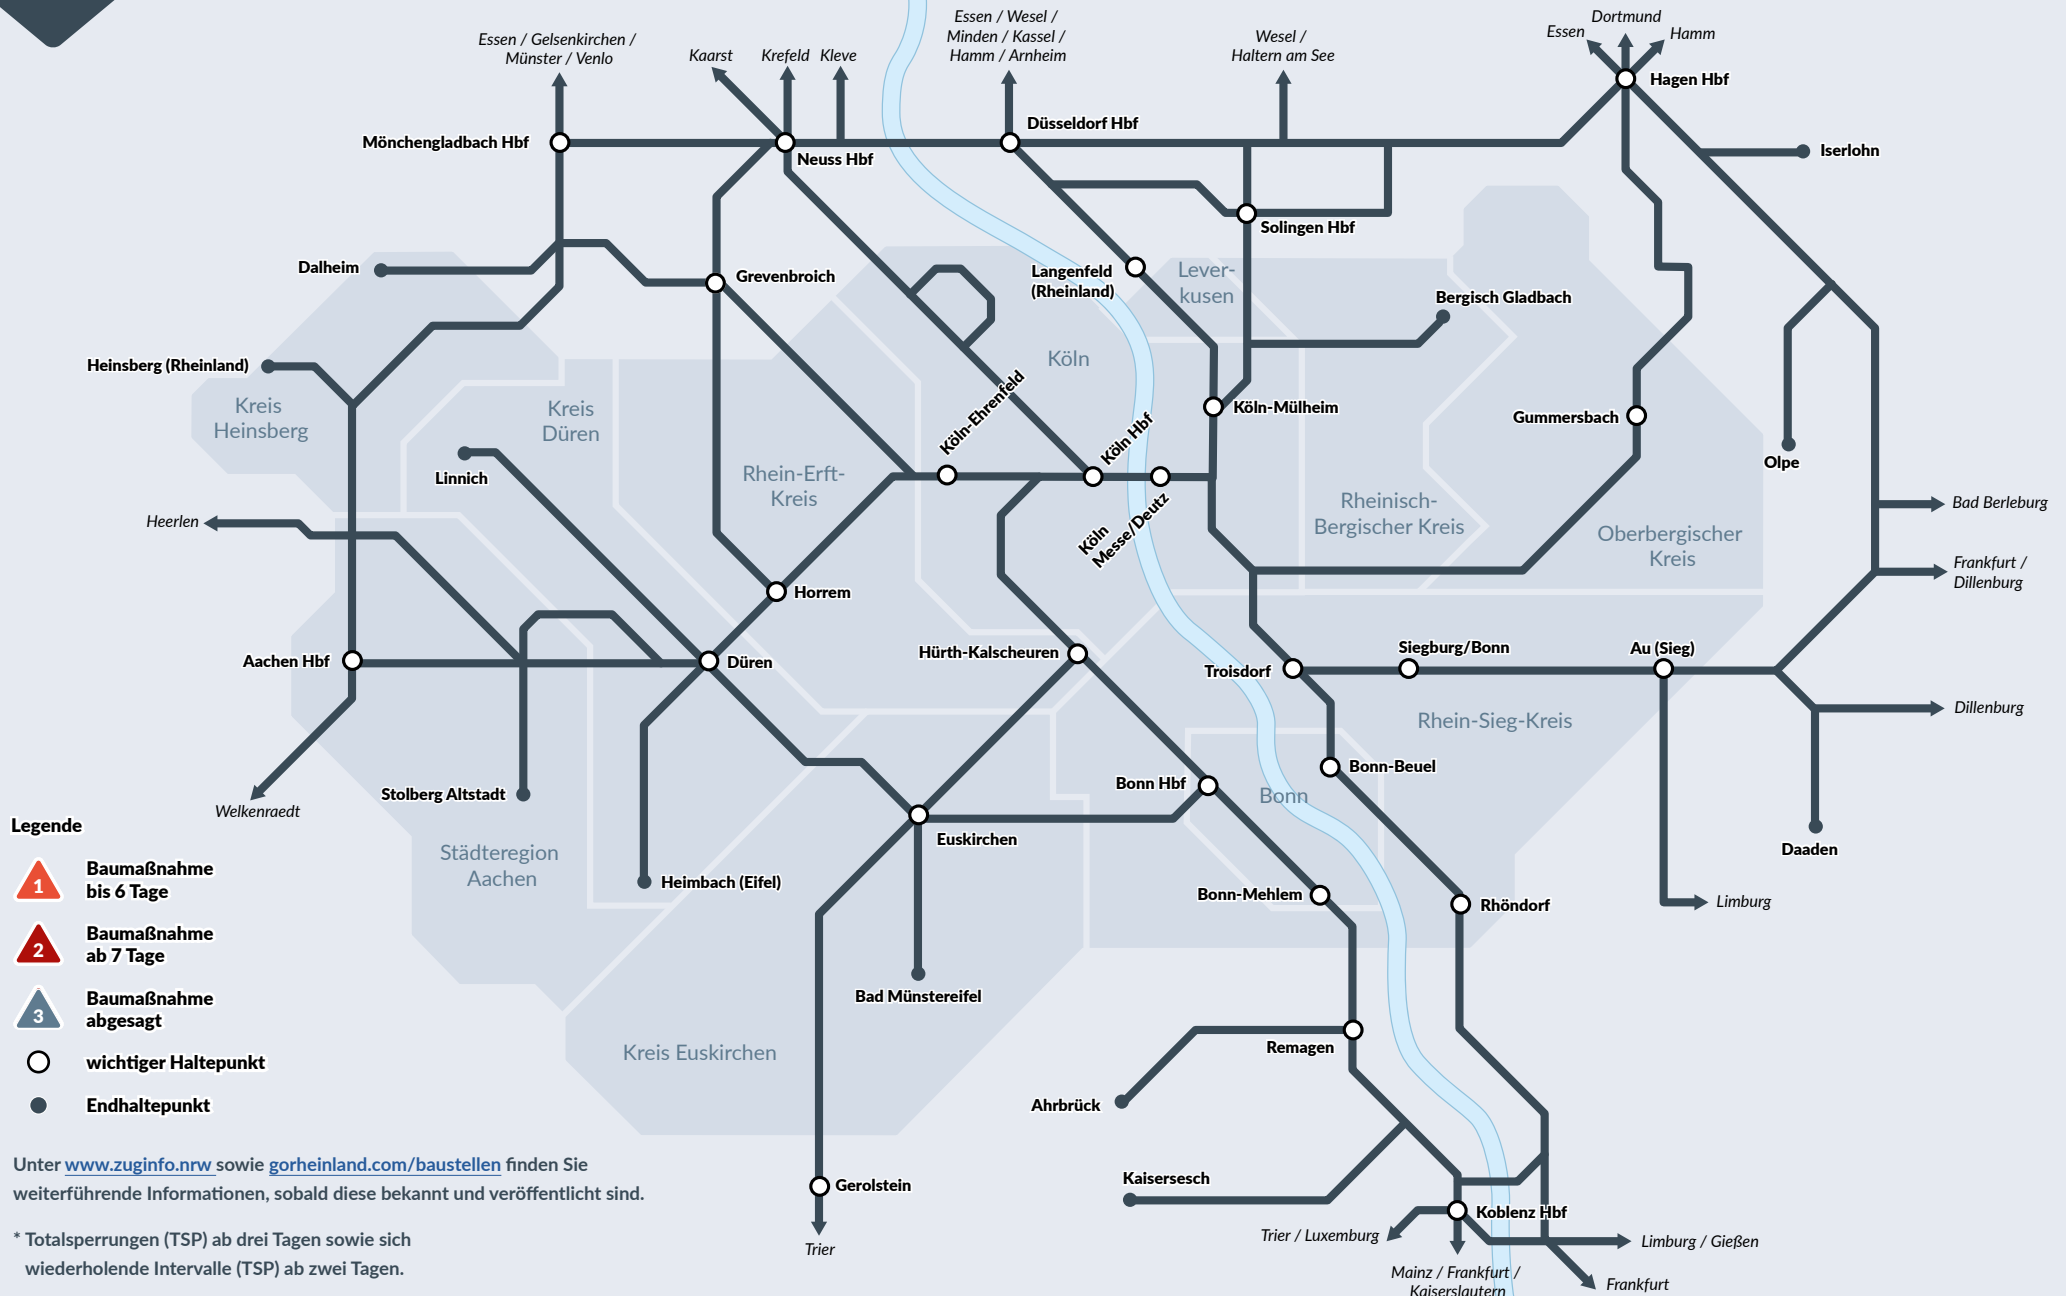 Essen / Gelsenkirchen /
Münster / Venlo
Kaarst
Krefeld
Kleve
Essen / Wesel /
Minden / Kassel /
Hamm / Arnheim
Wesel /
Haltern am See
Essen
Dortmund
Hamm
Hagen Hbf
Mönchengladbach Hbf
Neuss Hbf
Düsseldorf Hbf
Iserlohn
Solingen Hbf
Dalheim
Grevenbroich
Langenfeld
(Rheinland)
Lever-
kusen
Bergisch Gladbach
Heinsberg (Rheinland)
Köln
Kreis
Heinsberg
Kreis
Düren
Köln-Ehrenfeld
Köln Hbf
Köln-Mülheim
Gummersbach
Olpe
Linnich
Rhein-Erft-
Kreis
Köln
Messe/Deutz
Rheinisch-
Bergischer Kreis
Oberbergischer
Kreis
Bad Berleburg
Heerlen
Frankfurt /
Dillenburg
Horrem
Aachen Hbf
Düren
Hürth-Kalscheuren
Troisdorf
Siegburg/Bonn
Au (Sieg)
Rhein-Sieg-Kreis
Dillenburg
Bonn-Beuel
Bonn Hbf
Bonn
Stolberg Altstadt
Welkenraedt
Euskirchen
Daaden
Städteregion
Aachen
Heimbach (Eifel)
Bonn-Mehlem
Rhöndorf
Limburg
Bad Münstereifel
Kreis Euskirchen
Remagen
Ahrbrück
Kaisersesch
Gerolstein
Trier
Koblenz Hbf
Trier / Luxemburg
Limburg / Gießen
Mainz / Frankfurt /
Kaiserslautern
Frankfurt
Legende
1
Baumaßnahme
bis 6 Tage
2
Baumaßnahme
ab 7 Tage
3
Baumaßnahme
abgesagt
wichtiger Haltepunkt
Endhaltepunkt
Unter www.zuginfo.nrw sowie gorheinland.com/baustellen finden Sie
weiterführende Informationen, sobald diese bekannt und veröffentlicht sind.
* Totalsperrungen (TSP) ab drei Tagen sowie sich
wiederholende Intervalle (TSP) ab zwei Tagen.